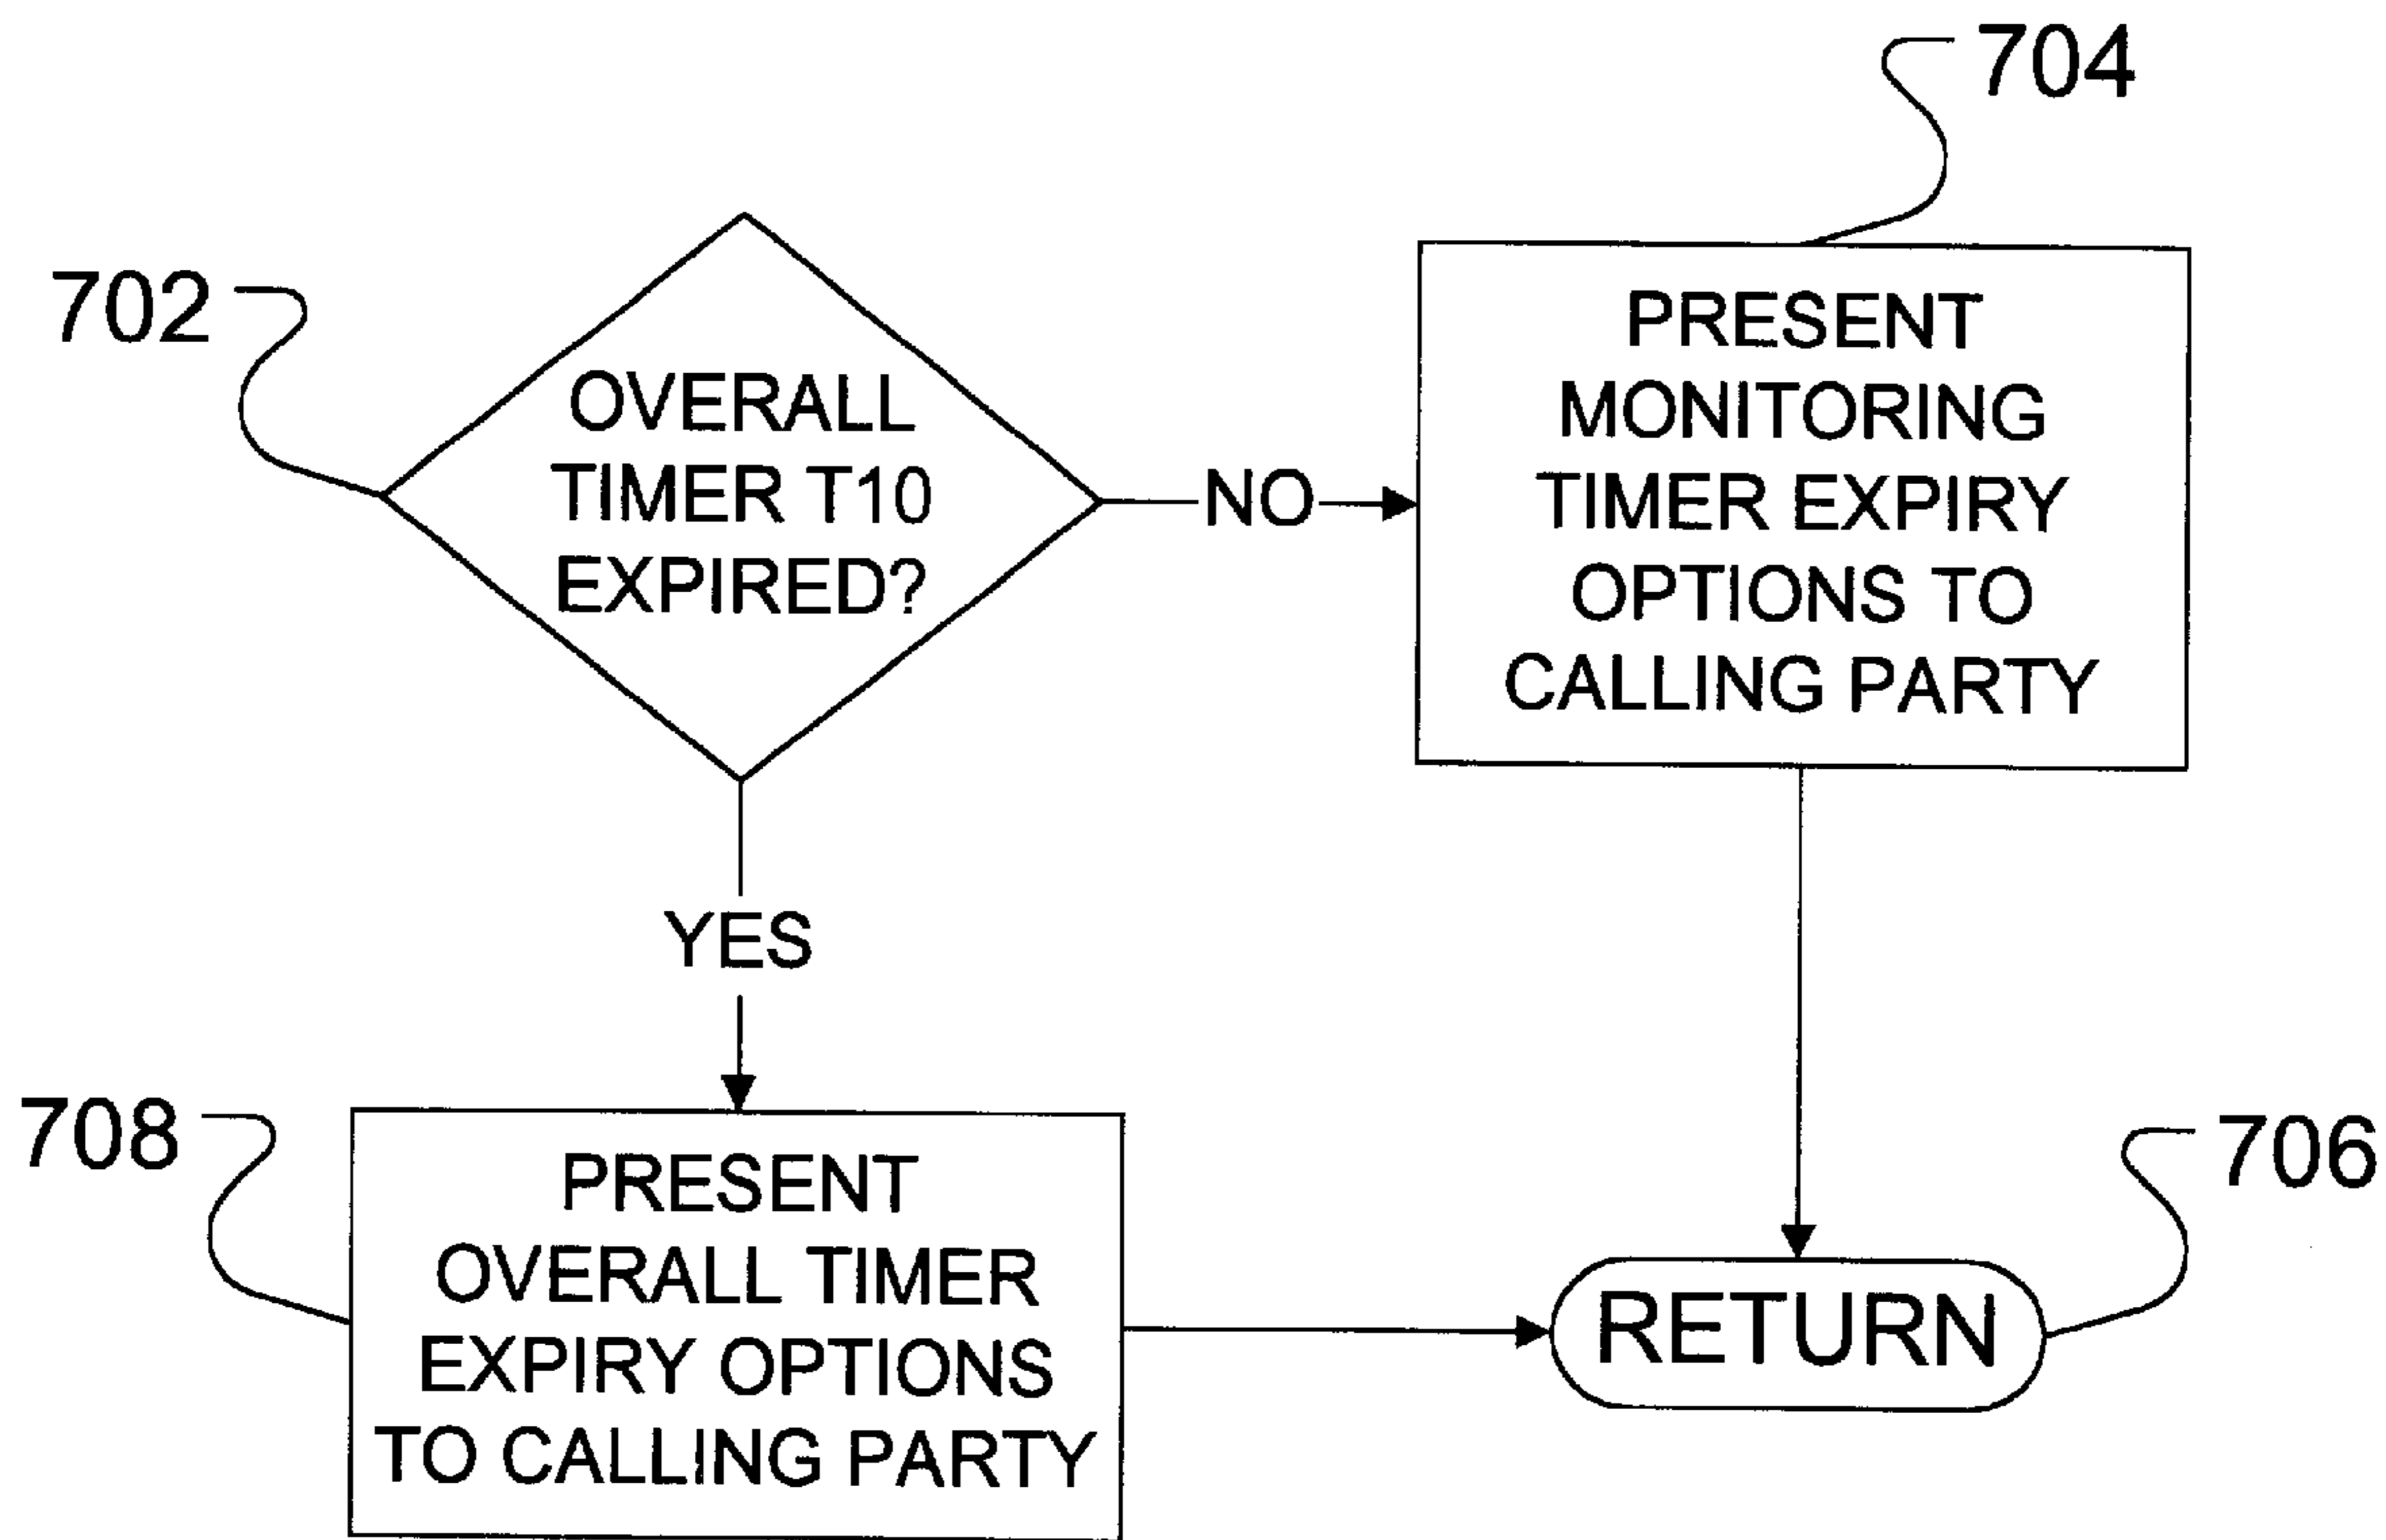 704
702
OVERALL
TIMER T10
EXPIRED?
NO
PRESENT
MONITORING
TIMER EXPIRY
OPTIONS TO
CALLING PARTY
YES
708
PRESENT
OVERALL TIMER
EXPIRY OPTIONS
TO CALLING PARTY
706
RETURN